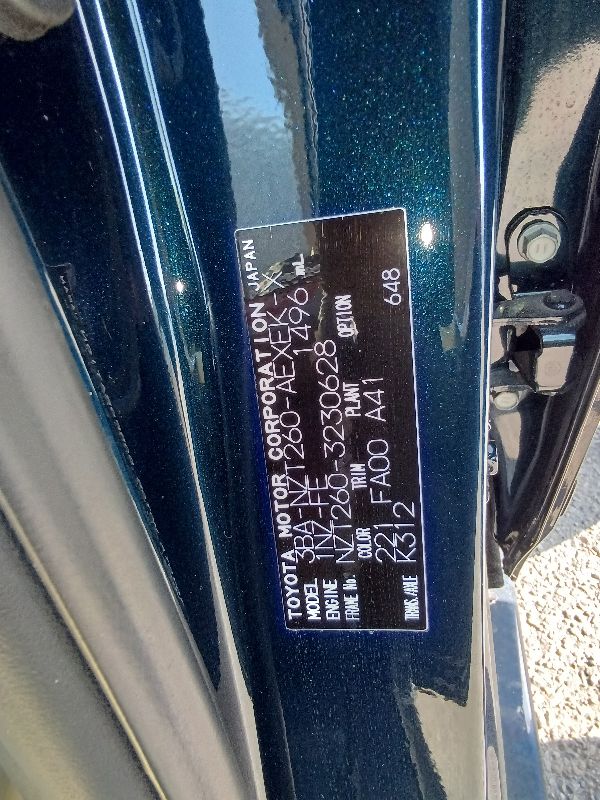 TOYOTA MOTOR CORPORATION JAPAN
MODEL 3BA-NZT260-AEXEK-X
ENGINE 1NZ-FE 1496 mL
FRAME No. NZT260-3230628
COLOR TRIM PLANT OPTION
221 FA00 A41 648
TRNS./AXLE K312